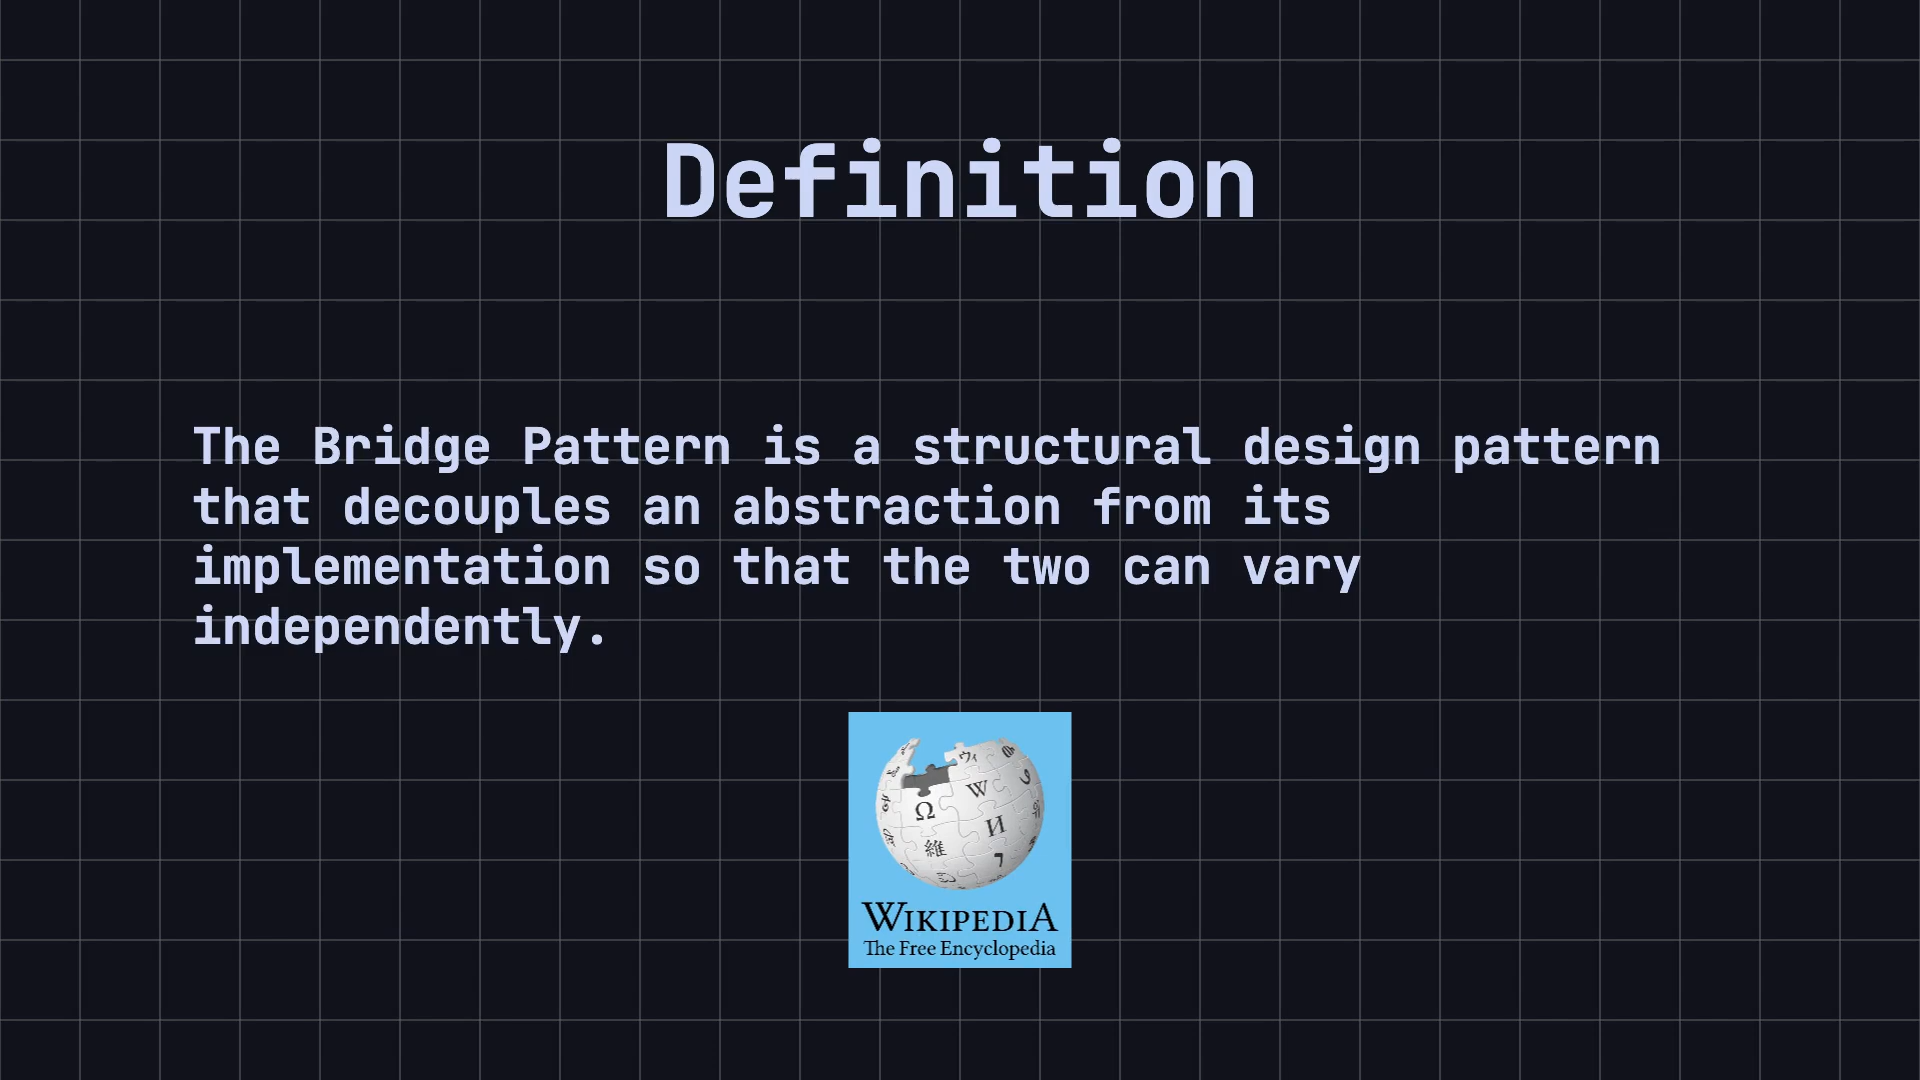 Definition
The Bridge Pattern is a structural design pattern
that decouples an abstraction from its
implementation so that the two can vary
independently.
Ω W И
維
WIKIPEDIA
The Free Encyclopedia